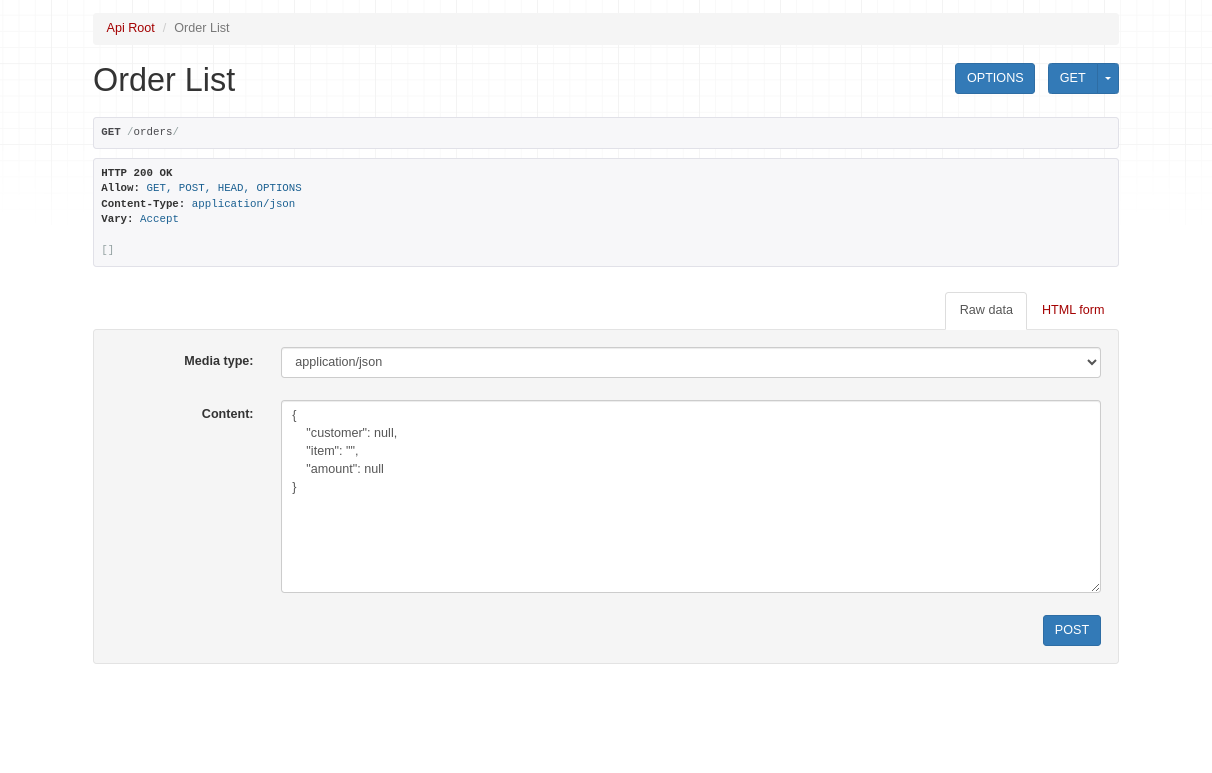 Api Root / Order List
Order List
OPTIONS
GET
GET /orders/
HTTP 200 OK
Allow: GET, POST, HEAD, OPTIONS
Content-Type: application/json
Vary: Accept
[]
Raw data
HTML form
Media type:
application/json
Content:
{
    "customer": null,
    "item": "",
    "amount": null
}
POST